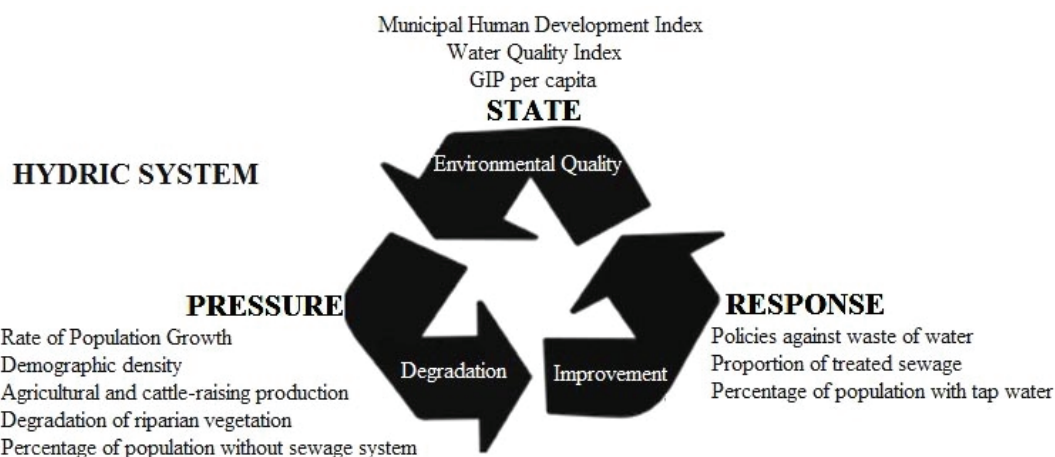 Municipal Human Development Index
Water Quality Index
GIP per capita
STATE
Environmental Quality
HYDRIC SYSTEM
PRESSURE
Rate of Population Growth
Demographic density
Agricultural and cattle-raising production
Degradation of riparian vegetation
Percentage of population without sewage system
Degradation
Improvement
RESPONSE
Policies against waste of water
Proportion of treated sewage
Percentage of population with tap water